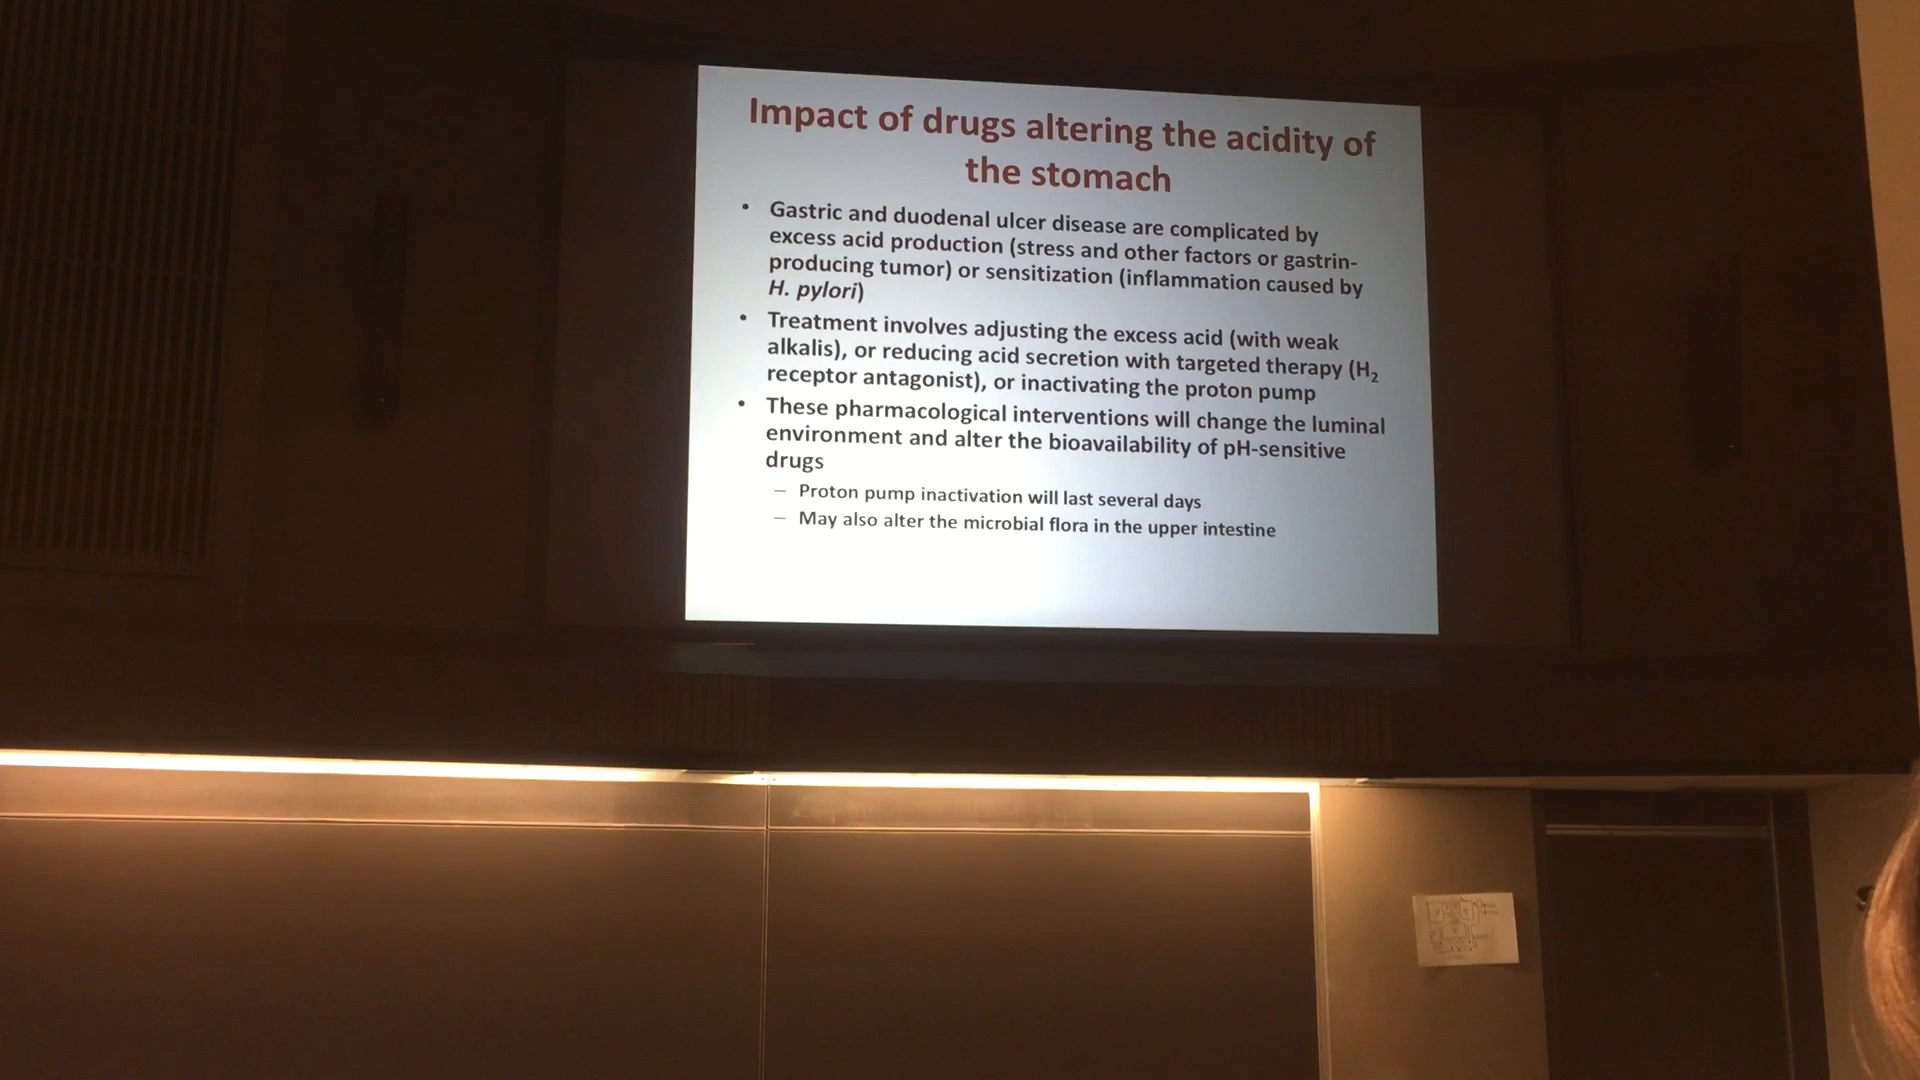 Impact of drugs altering the acidity of
the stomach
• Gastric and duodenal ulcer disease are complicated by
excess acid production (stress and other factors or gastrin-
producing tumor) or sensitization (inflammation caused by
H. pylori)
• Treatment involves adjusting the excess acid (with weak
alkalis), or reducing acid secretion with targeted therapy (H₂
receptor antagonist), or inactivating the proton pump
• These pharmacological interventions will change the luminal
environment and alter the bioavailability of pH-sensitive
drugs
– Proton pump inactivation will last several days
– May also alter the microbial flora in the upper intestine